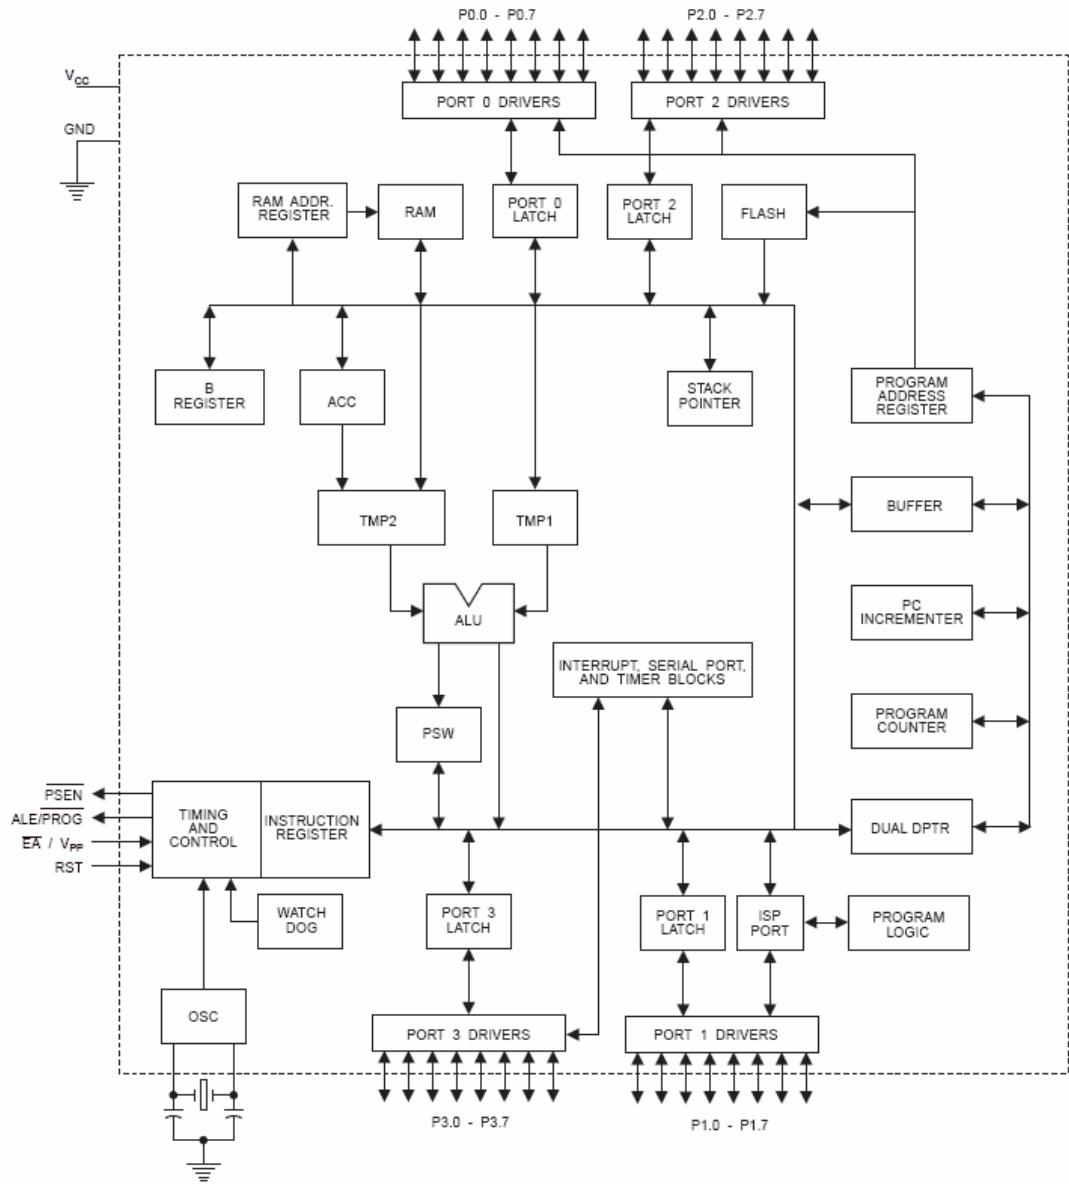 P0.0 - P0.7
P2.0 - P2.7
VCC
PORT 0 DRIVERS
PORT 2 DRIVERS
GND
RAM ADDR.
REGISTER
RAM
PORT 0
LATCH
PORT 2
LATCH
FLASH
B
REGISTER
ACC
STACK
POINTER
PROGRAM
ADDRESS
REGISTER
TMP2
TMP1
BUFFER
ALU
PC
INCREMENTER
INTERRUPT, SERIAL PORT,
AND TIMER BLOCKS
PSW
PROGRAM
COUNTER
PSEN
ALE/PROG
EA / VPP
RST
TIMING
AND
CONTROL
INSTRUCTION
REGISTER
DUAL DPTR
WATCH
DOG
PORT 3
LATCH
PORT 1
LATCH
ISP
PORT
PROGRAM
LOGIC
OSC
PORT 3 DRIVERS
PORT 1 DRIVERS
P3.0 - P3.7
P1.0 - P1.7